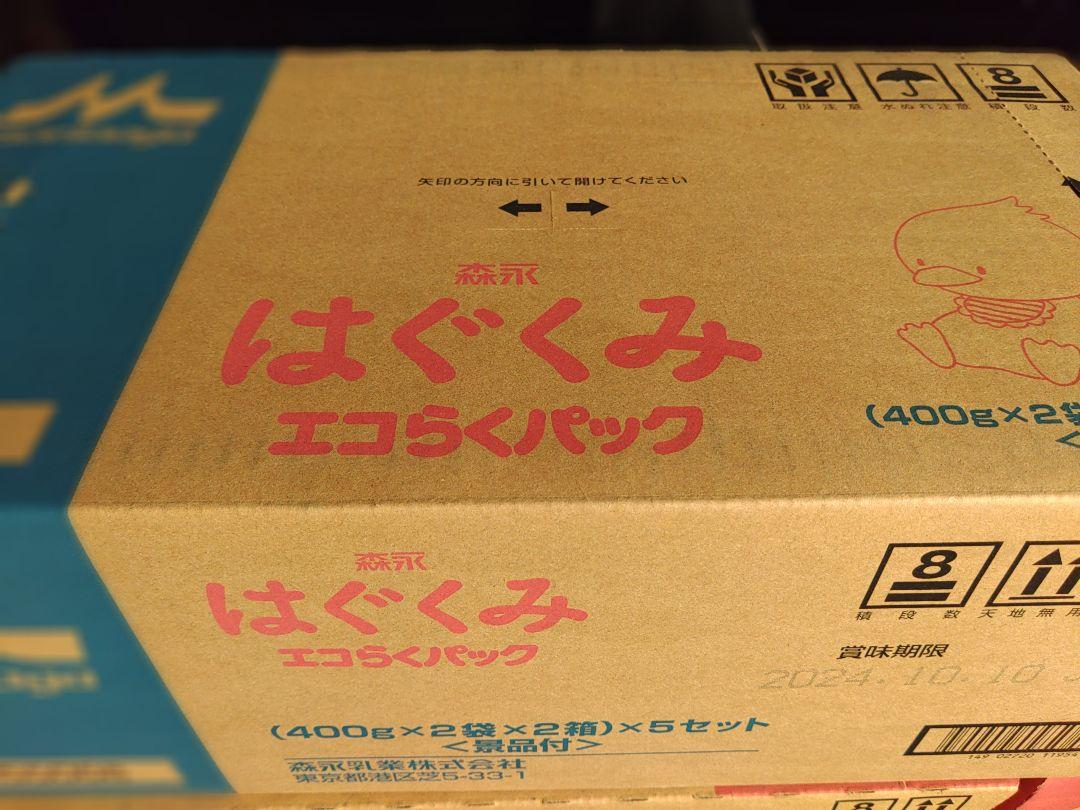 取扱注意
水ぬれ注意
8
積段数
矢印の方向に引いて開けてください
森永
はぐくみ
エコらくパック
(400g×2袋
森永
はぐくみ
エコらくパック
8
積段数
天地無用
賞味期限
2024.10.10
(400g×2袋×2箱)×5セット
<景品付>
森永乳業株式会社
東京都港区芝5-33-1
8